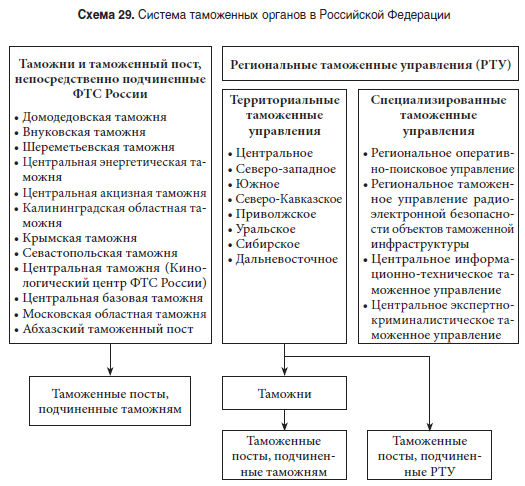 Схема 29. Система таможенных органов в Российской Федерации
Таможни и таможенный пост,
непосредственно подчиненные
ФТС России
• Домодедовская таможня
• Внуковская таможня
• Шереметьевская таможня
• Центральная энергетическая та-
можня
• Центральная акцизная таможня
• Калининградская областная та-
можня
• Крымская таможня
• Севастопольская таможня
• Центральная таможня (Кино-
логический центр ФТС России)
• Центральная базовая таможня
• Московская областная таможня
• Абхазский таможенный пост
Таможенные посты,
подчиненные таможням
Региональные таможенные управления (РТУ)
Территориальные
таможенные
управления
• Центральное
• Северо-западное
• Южное
• Северо-Кавказское
• Приволжское
• Уральское
• Сибирское
• Дальневосточное
Специализированные
таможенные
управления
• Региональное оператив-
но-поисковое управление
• Региональное таможен-
ное управление радио-
электронной безопасно-
сти объектов таможенной
инфраструктуры
• Центральное информа-
ционно-техническое та-
моженное управление
• Центральное экспертно-
криминалистическое та-
моженное управление
Таможни
Таможенные
посты, подчинен-
ные таможням
Таможенные
посты, подчинен-
ные РТУ